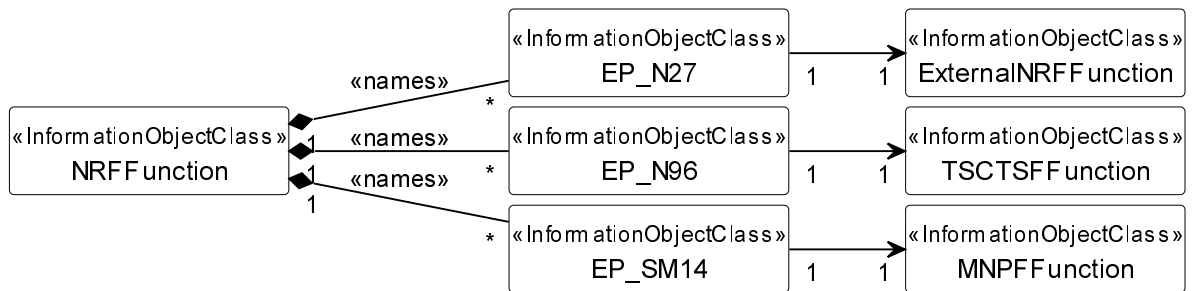 «InformationObjectClass»
EP_N27
«InformationObjectClass»
ExternalNRFFunction
«names»
*
1
1
«InformationObjectClass»
NRFFunction
1
«names»
*
«InformationObjectClass»
EP_N96
1
1
«InformationObjectClass»
TSCTSFFunction
1
«names»
*
1
«InformationObjectClass»
EP_SM14
1
1
«InformationObjectClass»
MNPFFunction